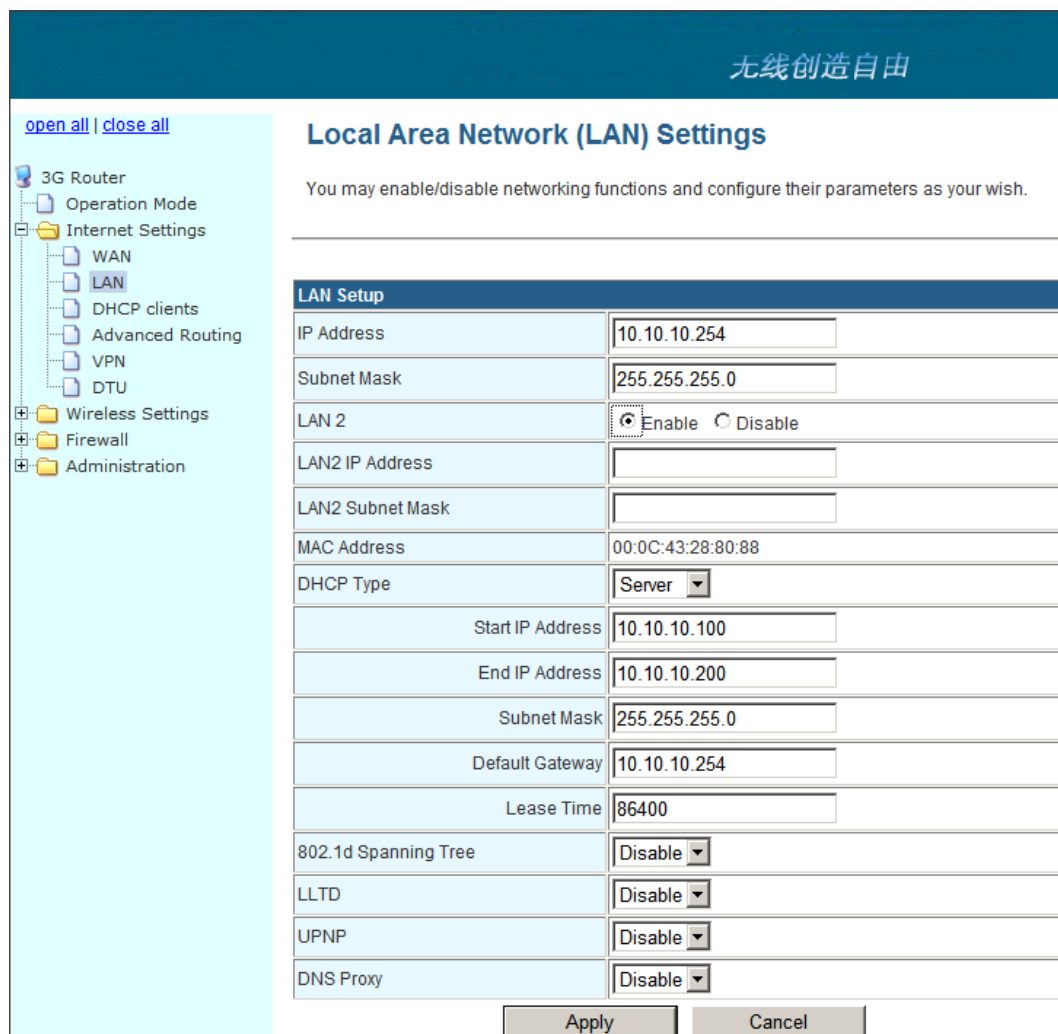 无线创造自由
open all | close all
3G Router
Operation Mode
Internet Settings
WAN
LAN
DHCP clients
Advanced Routing
VPN
DTU
Wireless Settings
Firewall
Administration
Local Area Network (LAN) Settings
You may enable/disable networking functions and configure their parameters as your wish.
LAN Setup
IP Address 10.10.10.254
Subnet Mask 255.255.255.0
LAN 2 Enable Disable
LAN2 IP Address
LAN2 Subnet Mask
MAC Address 00:0C:43:28:80:88
DHCP Type Server
Start IP Address 10.10.10.100
End IP Address 10.10.10.200
Subnet Mask 255.255.255.0
Default Gateway 10.10.10.254
Lease Time 86400
802.1d Spanning Tree Disable
LLTD Disable
UPNP Disable
DNS Proxy Disable
Apply Cancel